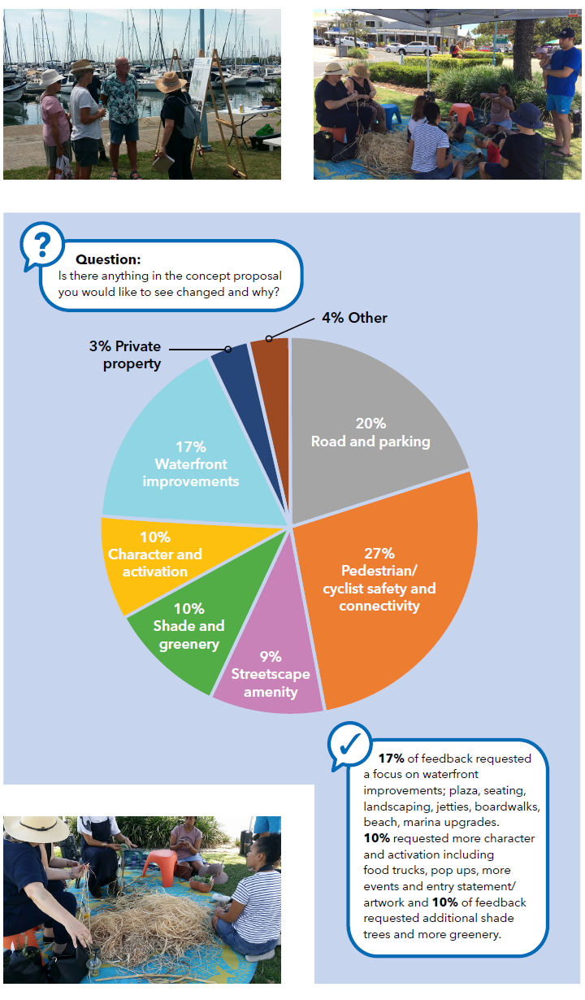 ?
Question:
Is there anything in the concept proposal
you would like to see changed and why?
4% Other
3% Private
property
20%
Road and parking
17%
Waterfront
improvements
27%
Pedestrian/
cyclist safety and
connectivity
10%
Character and
activation
10%
Shade and
greenery
9%
Streetscape
amenity
17% of feedback requested
a focus on waterfront
improvements; plaza, seating,
landscaping, jetties, boardwalks,
beach, marina upgrades.
10% requested more character
and activation including
food trucks, pop ups, more
events and entry statement/
artwork and 10% of feedback
requested additional shade
trees and more greenery.